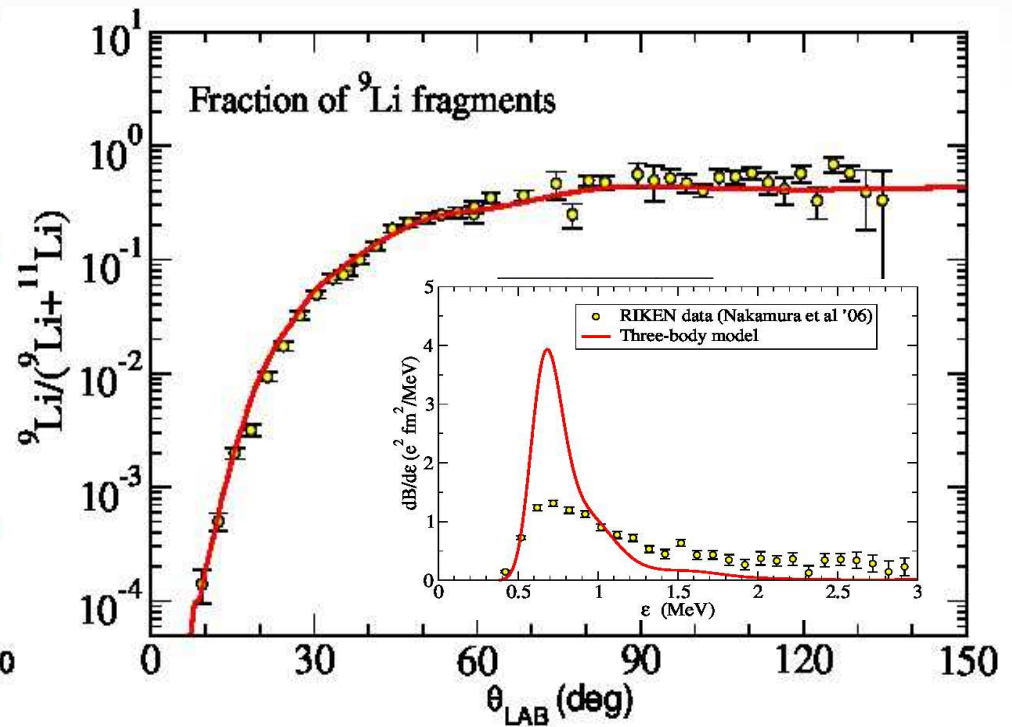 10¹
10⁰
10⁻¹
10⁻²
10⁻³
10⁻⁴
⁹Li/(⁹Li+ ¹¹Li)
Fraction of ⁹Li fragments
5
4
3
2
1
0
dB/dε (e² fm²/MeV)
RIKEN data (Nakamura et al '06)
Three-body model
0 0.5 1 1.5 2 2.5 3
ε (MeV)
0 30 60 90 120 150
θLAB (deg)
0